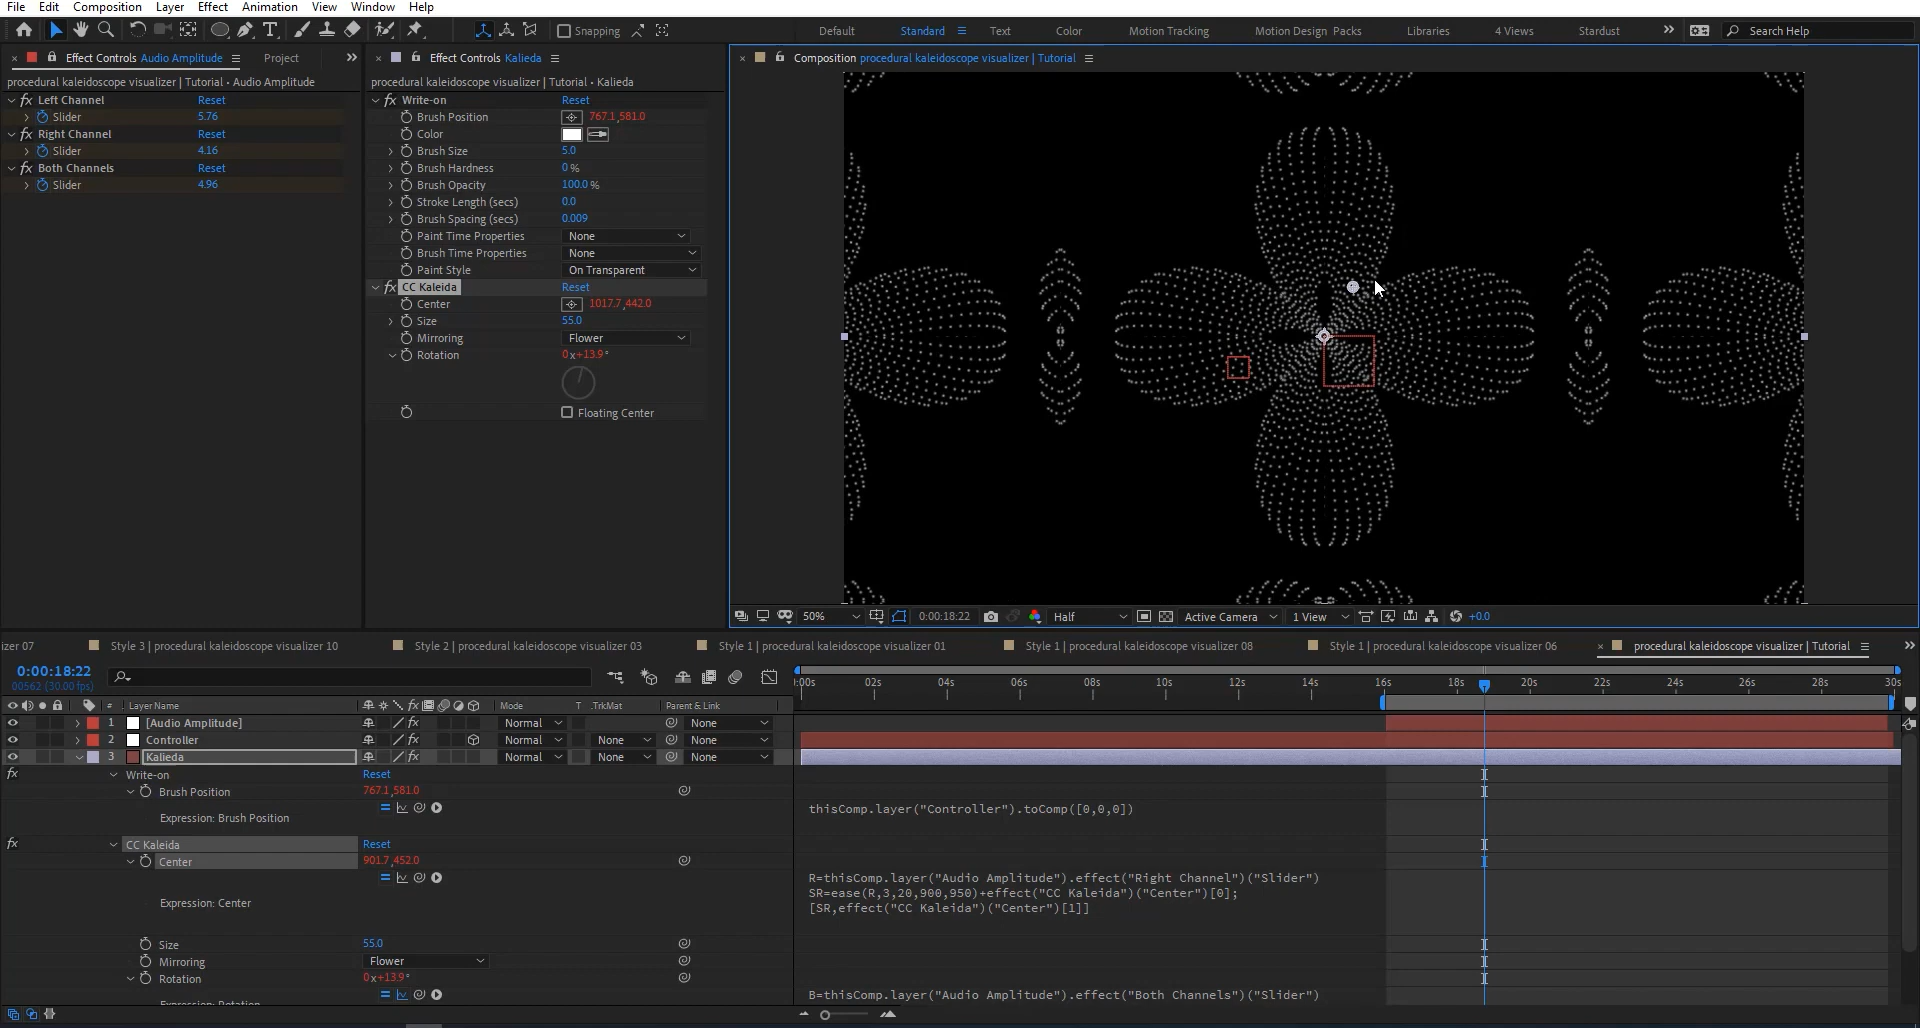 File Edit Composition Layer Effect Animation View Window Help
Snapping Default Standard Text Color Motion Tracking Motion Design Packs Libraries 4 Views Stardust Search Help
Effect Controls Audio Amplitude Project
procedural kaleidoscope visualizer | Tutorial • Audio Amplitude
fx Left Channel Reset
Slider 5.76
fx Right Channel Reset
Slider 4.16
fx Both Channels Reset
Slider 4.96
Effect Controls Kalieda
procedural kaleidoscope visualizer | Tutorial • Kalieda
fx Write-on Reset
Brush Position 767.1,581.0
Color
Brush Size 5.0
Brush Hardness 0 %
Brush Opacity 100.0 %
Stroke Length (secs) 0.0
Brush Spacing (secs) 0.009
Paint Time Properties None
Brush Time Properties None
Paint Style On Transparent
fx CC Kaleida Reset
Center 1017.7,442.0
Size 55.0
Mirroring Flower
Rotation 0x+13.9°
Floating Center
Composition procedural kaleidoscope visualizer | Tutorial
50% 0:00:18:22 Half Active Camera 1 View +0.0
izer 07 Style 3 | procedural kaleidoscope visualizer 10 Style 2 | procedural kaleidoscope visualizer 03 Style 1 | procedural kaleidoscope visualizer 01 Style 1 | procedural kaleidoscope visualizer 08 Style 1 | procedural kaleidoscope visualizer 06 procedural kaleidoscope visualizer | Tutorial
0:00:18:22
00562 (30.00 fps)
:00s 02s 04s 06s 08s 10s 12s 14s 16s 18s 20s 22s 24s 26s 28s 30s
# Layer Name fx Mode T .TrkMat Parent & Link
1 [Audio Amplitude] fx Normal None
2 Controller fx Normal None None
3 Kalieda fx Normal None None
fx Write-on Reset
Brush Position 767.1,581.0
Expression: Brush Position
thisComp.layer("Controller").toComp([0,0,0])
fx CC Kaleida Reset
Center 901.7,452.0
Expression: Center
R=thisComp.layer("Audio Amplitude").effect("Right Channel")("Slider")
SR=ease(R,3,20,900,950)+effect("CC Kaleida")("Center")[0];
[SR,effect("CC Kaleida")("Center")[1]]
Size 55.0
Mirroring Flower
Rotation 0x+13.9°
Expression: Rotation
B=thisComp.layer("Audio Amplitude").effect("Both Channels")("Slider")